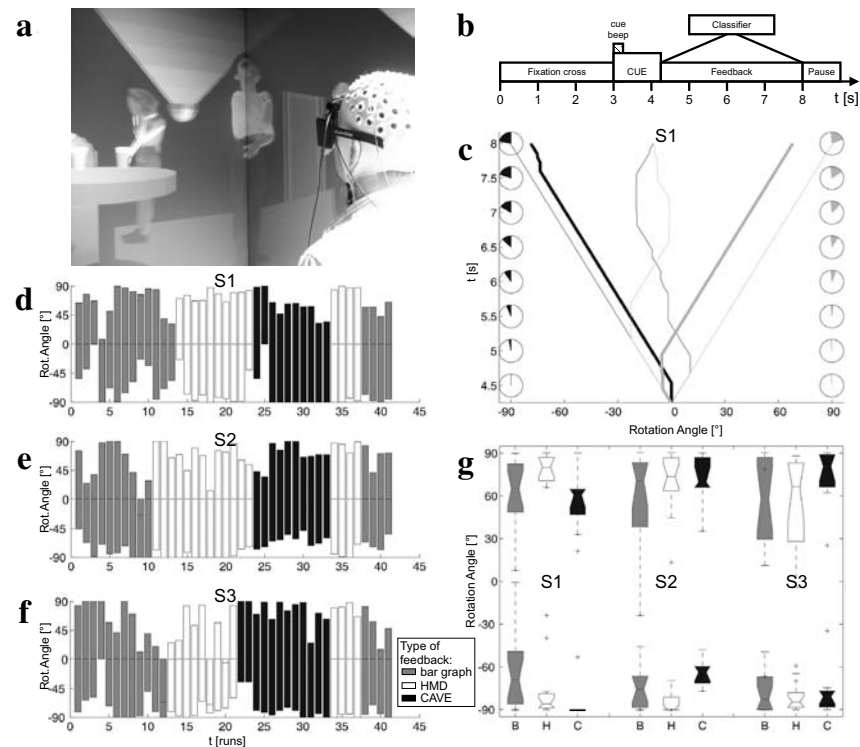 a
b
cue
beep
Classifier
Fixation cross
CUE
Feedback
Pause
0 1 2 3 4 5 6 7 8 t [s]
c
S1
t [s]
8
7.5
7
6.5
6
5.5
5
4.5
-90 -60 -30 0 30 60 90
Rotation Angle [°]
d
S1
Rot.Angle [°]
90
45
0
-45
-90
0 5 10 15 20 25 30 35 40 45
e
S2
Rot.Angle [°]
90
45
0
45
-90
0 5 10 15 20 25 30 35 40 45
f
S3
Rot.Angle [°]
90
45
0
-45
-90
0 5 10 15 20 25 30 35 40 45
t [runs]
Type of
feedback:
bar graph
HMD
CAVE
g
Rotation Angle [°]
90
60
30
0
-30
-60
-90
S1 S2 S3
B H C B H C B H C